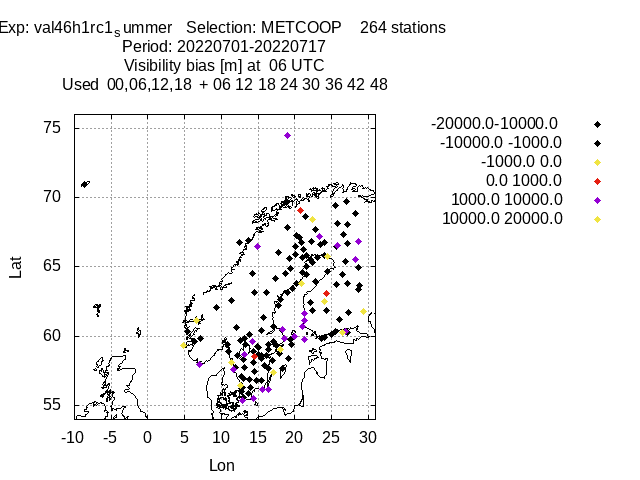 Exp: val46h1rc1summer Selection: METCOOP 264 stations
Period: 20220701-20220717
Visibility bias [m] at 06 UTC
Used 00,06,12,18 + 06 12 18 24 30 36 42 48
-20000.0-10000.0
-10000.0 -1000.0
-1000.0 0.0
0.0 1000.0
1000.0 10000.0
10000.0 20000.0
75
70
65
60
55
Lat
-10 -5 0 5 10 15 20 25 30
Lon